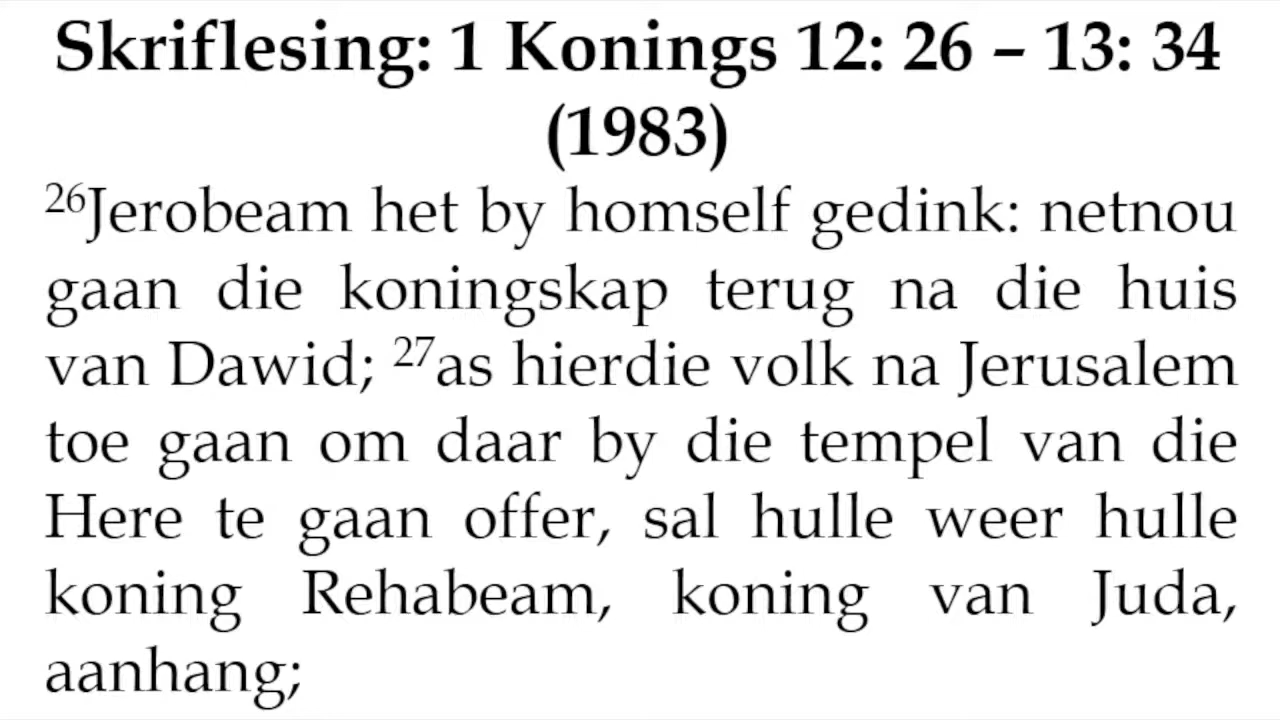 Skriflesing: 1 Konings 12: 26 – 13: 34
(1983)
²⁶Jerobeam het by homself gedink: netnou
gaan die koningskap terug na die huis
van Dawid; ²⁷as hierdie volk na Jerusalem
toe gaan om daar by die tempel van die
Here te gaan offer, sal hulle weer hulle
koning Rehabeam, koning van Juda,
aanhang;